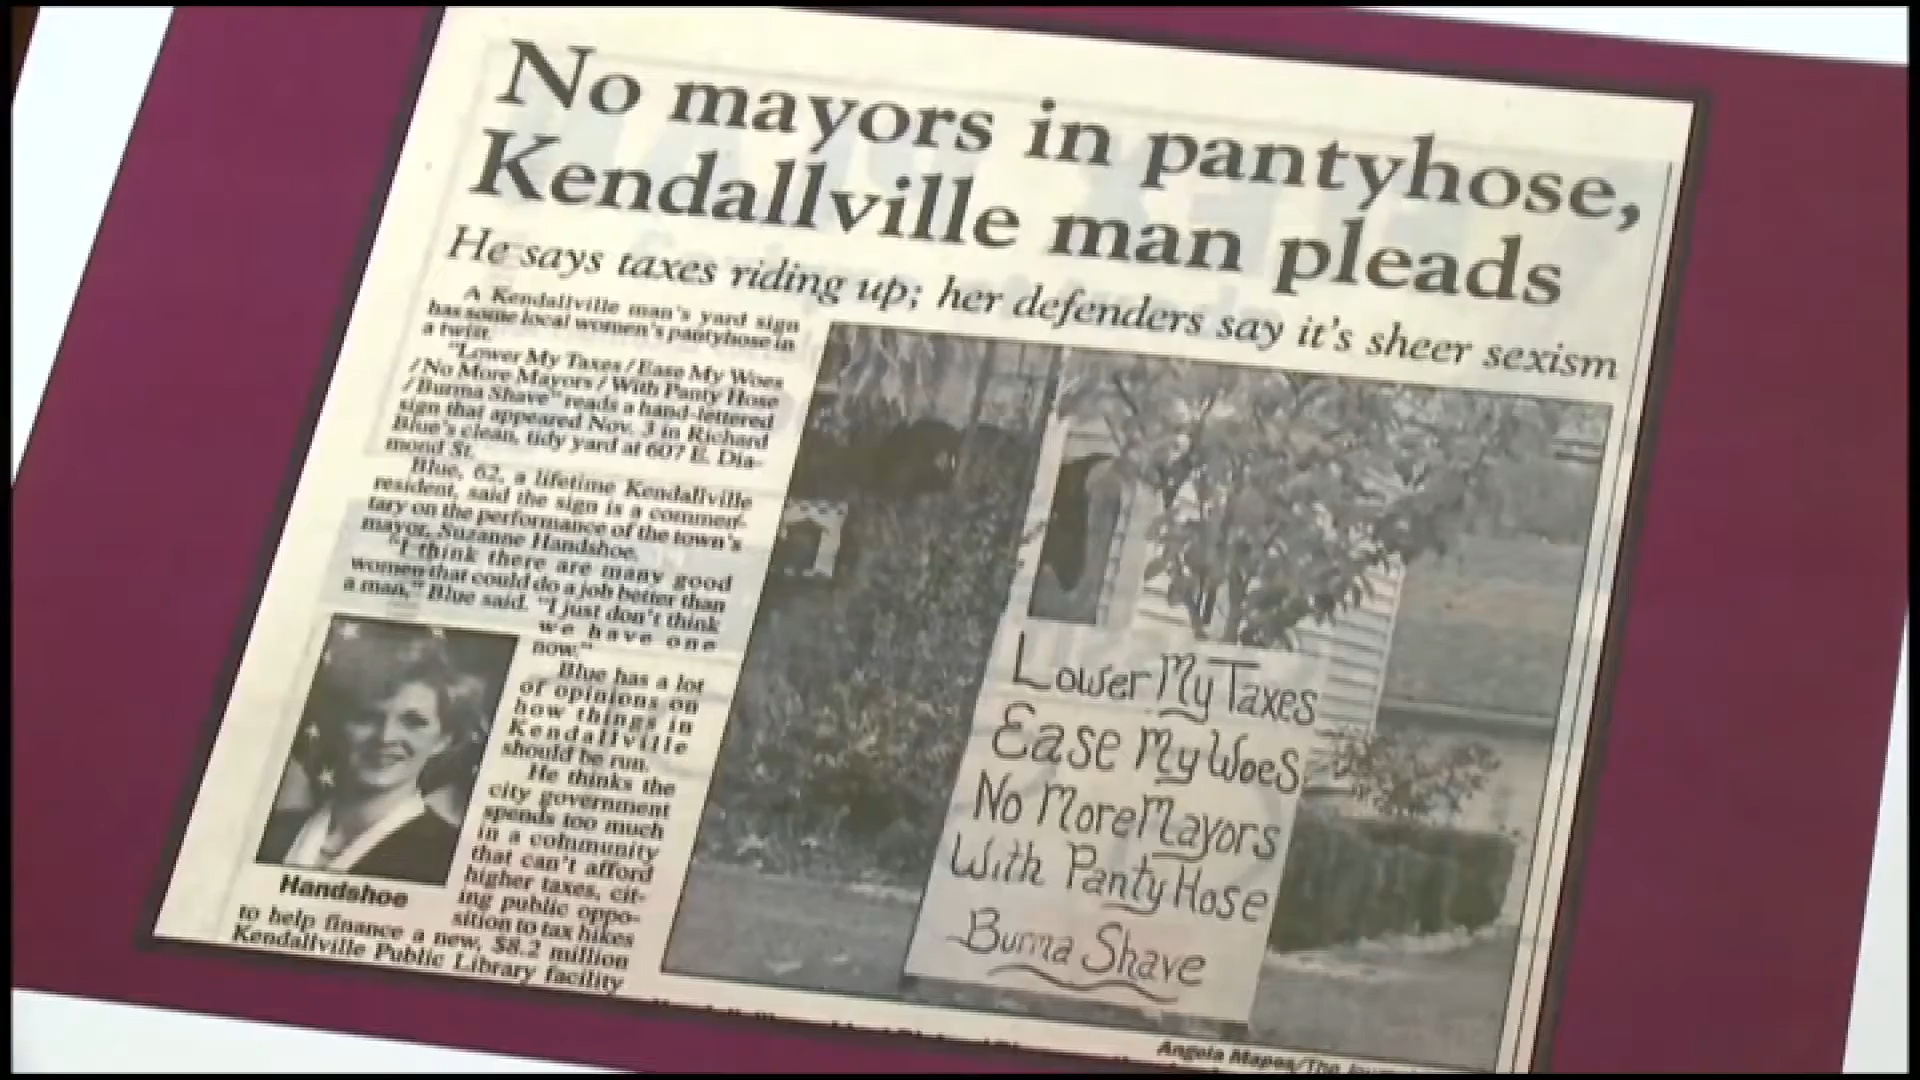 No mayors in pantyhose,
Kendallville man pleads
He says taxes riding up; her defenders say it's sheer sexism
A Kendallville man's yard sign
has some local women's pantyhose in
a twist.
"Lower My Taxes / Ease My Woes
/ No More Mayors / With Panty Hose
/ Burma Shave" reads a hand-lettered
sign that appeared Nov. 3 in Richard
Blue's clean, tidy yard at 607 E. Dia-
mond St.
Blue, 62, a lifetime Kendallville
resident, said the sign is a commen-
tary on the performance of the town's
mayor, Suzanne Handshoe.
"I think there are many good
women that could do a job better than
a man," Blue said. "I just don't think
we have one
now."
Blue has a lot
of opinions on
how things in
Kendallville
should be run.
He thinks the
city government
spends too much
in a community
that can't afford
higher taxes, cit-
ing public oppo-
sition to tax hikes
to help finance a new, $8.2 million
Kendallville Public Library facility
Handshoe
Lower My Taxes
Ease My Woes
No More Mayors
With Panty Hose
Burma Shave
Angela Mapes/The